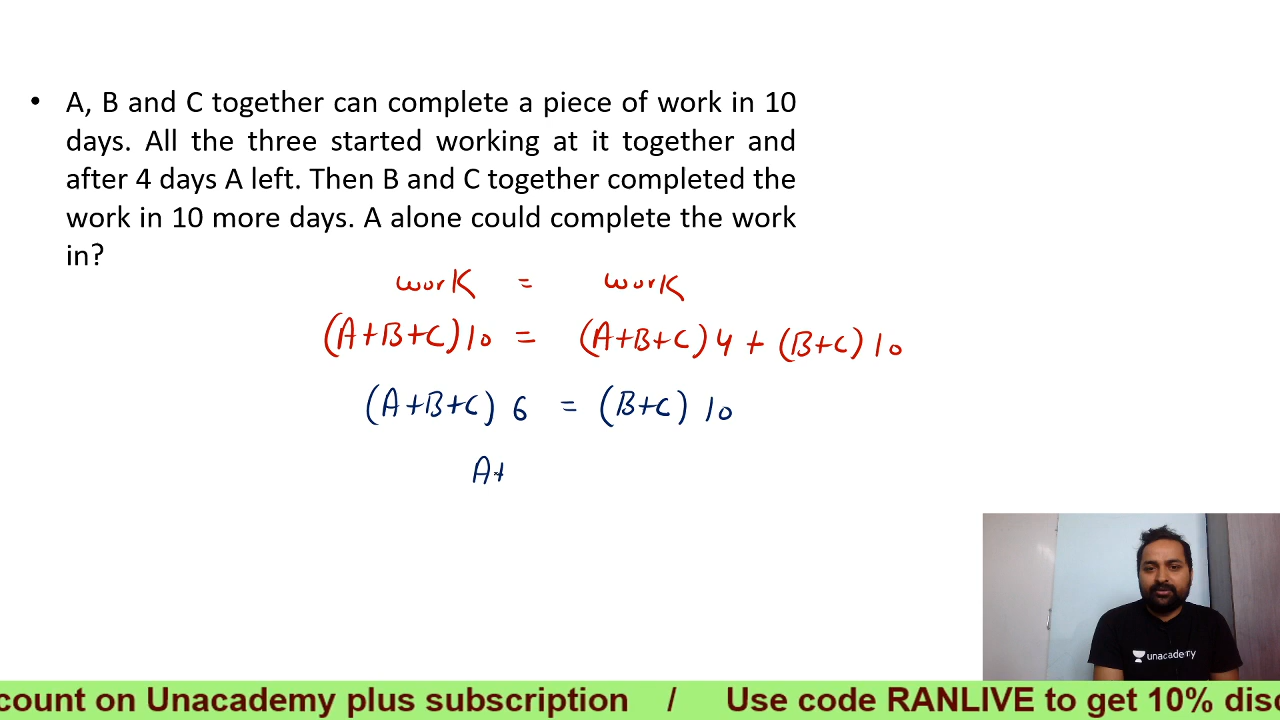 • A, B and C together can complete a piece of work in 10
days. All the three started working at it together and
after 4 days A left. Then B and C together completed the
work in 10 more days. A alone could complete the work
in?
work = work
(A+B+C)10 = (A+B+C)4 + (B+C)10
(A+B+C) 6 = (B+C) 10
A+
unacademy
count on Unacademy plus subscription / Use code RANLIVE to get 10% disc